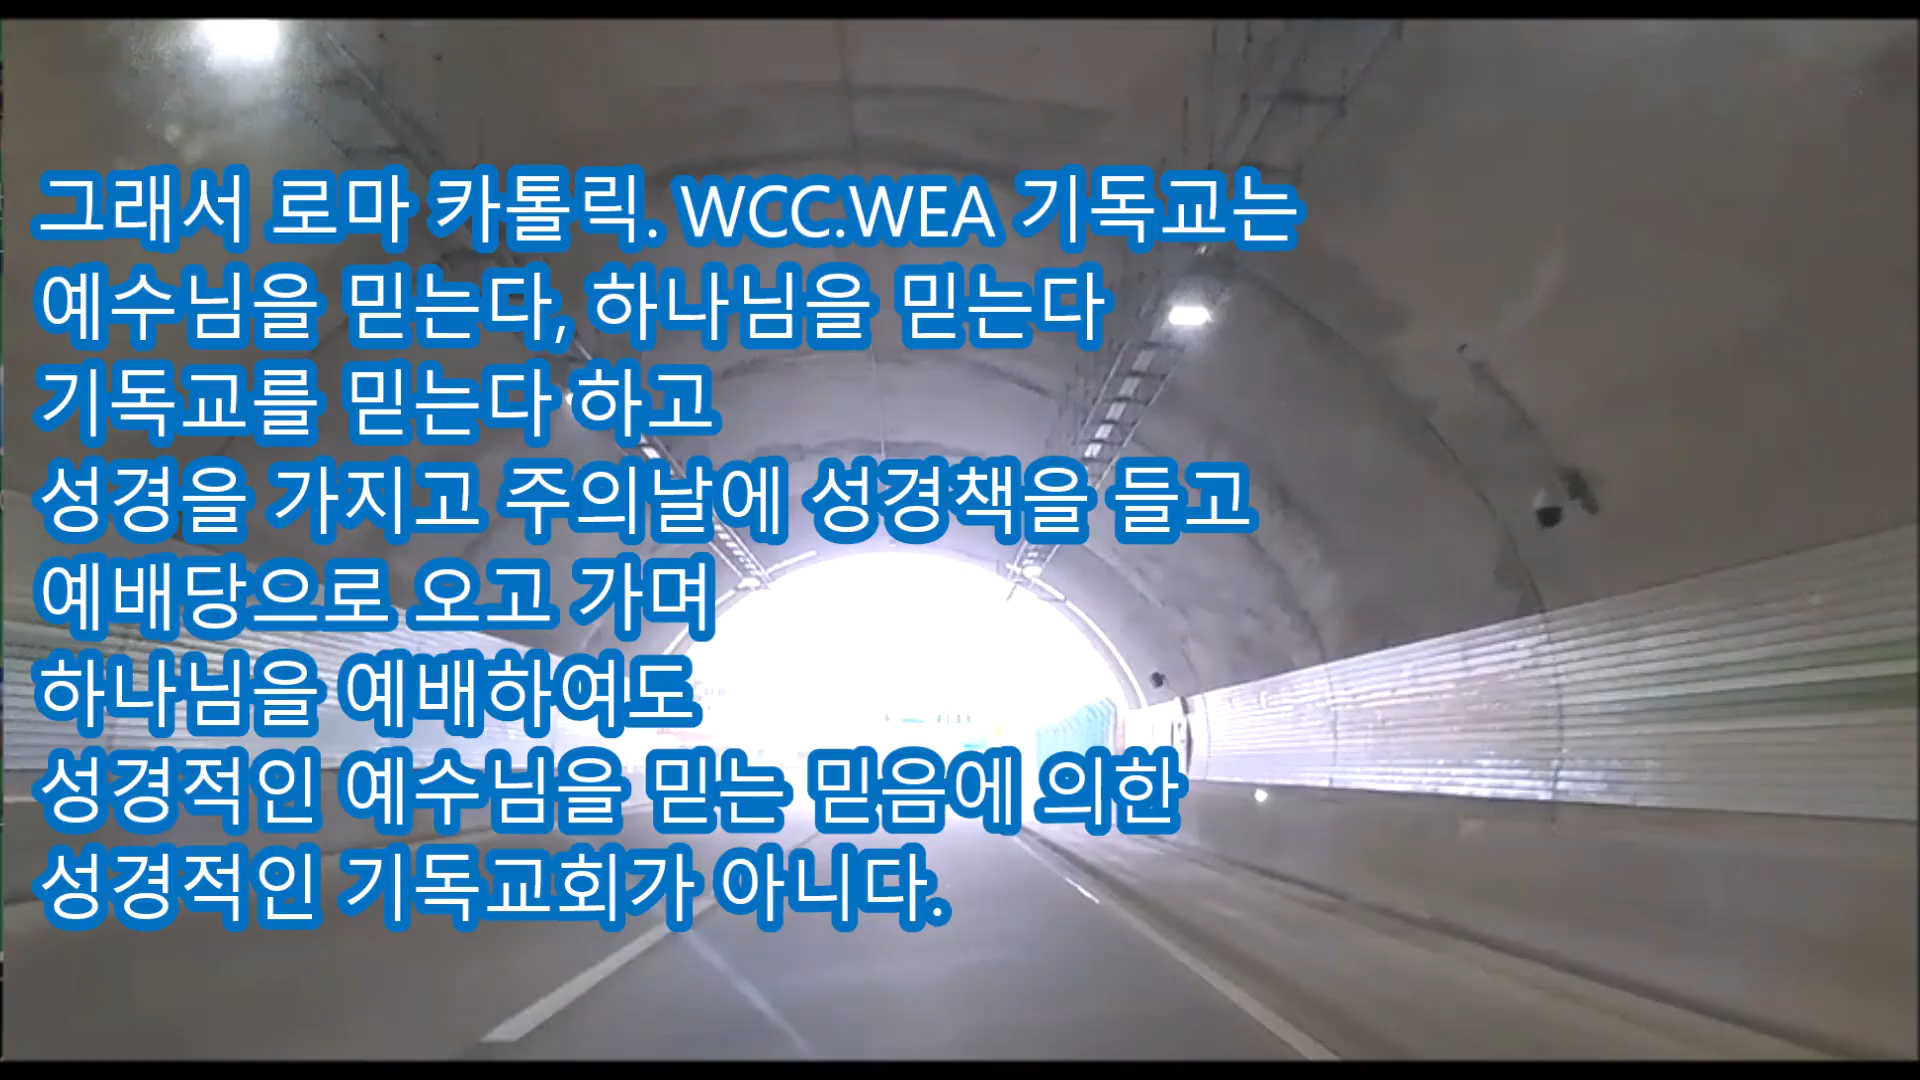 그래서 로마 카톨릭. WCC.WEA 기독교는
예수님을 믿는다, 하나님을 믿는다
기독교를 믿는다 하고
성경을 가지고 주의날에 성경책을 들고
예배당으로 오고 가며
하나님을 예배하여도
성경적인 예수님을 믿는 믿음에 의한
성경적인 기독교회가 아니다.